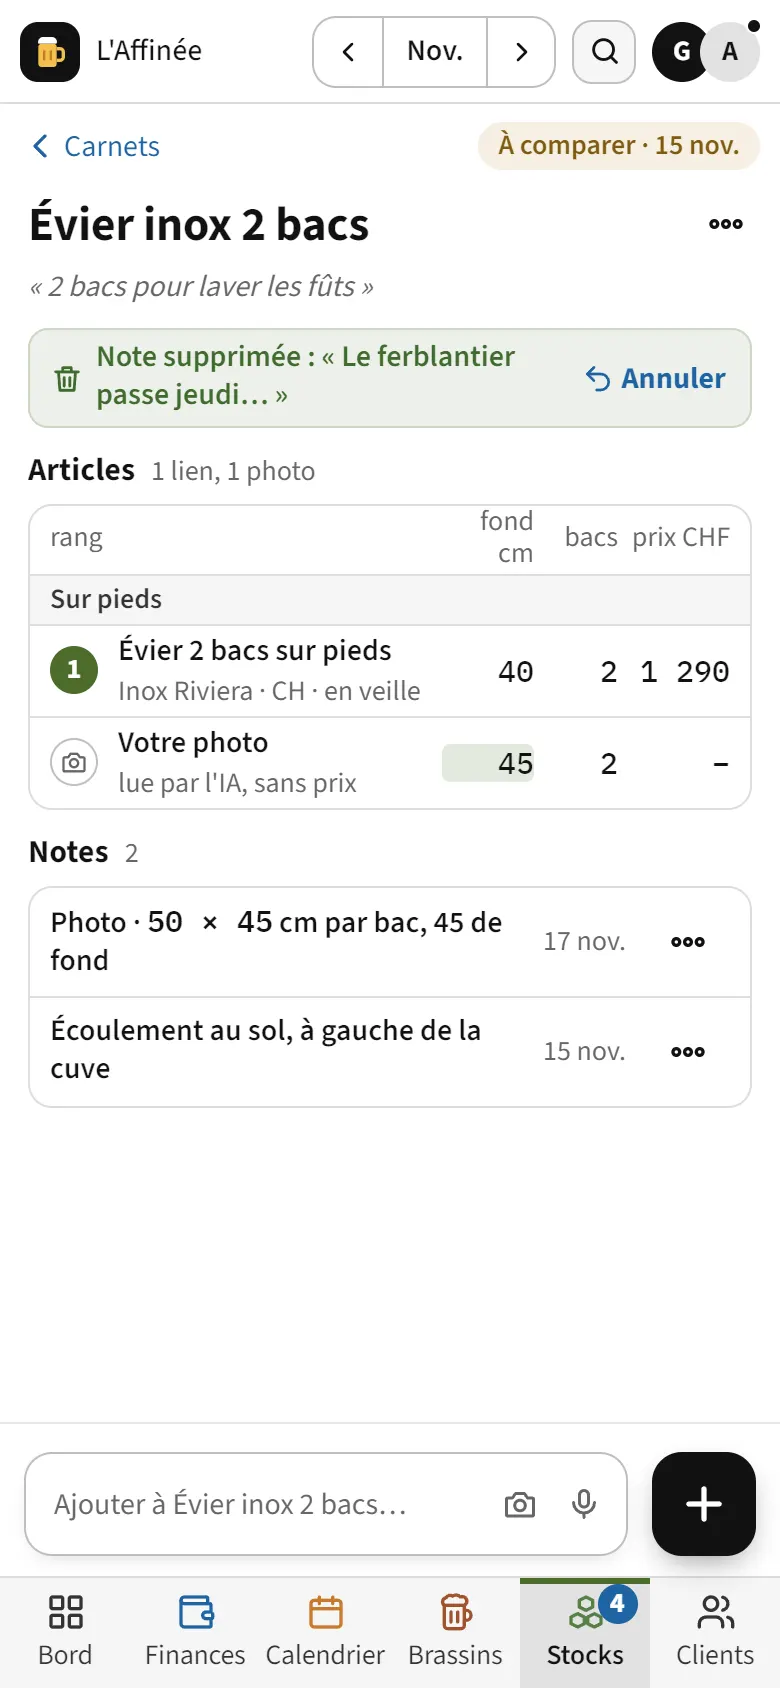 L'Affinée
Nov.
G
A
Carnets
À comparer · 15 nov.
Évier inox 2 bacs
« 2 bacs pour laver les fûts »
Note supprimée : « Le ferblantier
passe jeudi… »
Annuler
Articles 1 lien, 1 photo
rang fond cm bacs prix CHF
Sur pieds
1 Évier 2 bacs sur pieds 40 2 1 290
Inox Riviera · CH · en veille
Votre photo 45 2 –
lue par l'IA, sans prix
Notes 2
Photo · 50 × 45 cm par bac, 45 de
fond
17 nov.
Écoulement au sol, à gauche de la
cuve
15 nov.
Ajouter à Évier inox 2 bacs…
4
Bord Finances Calendrier Brassins Stocks Clients